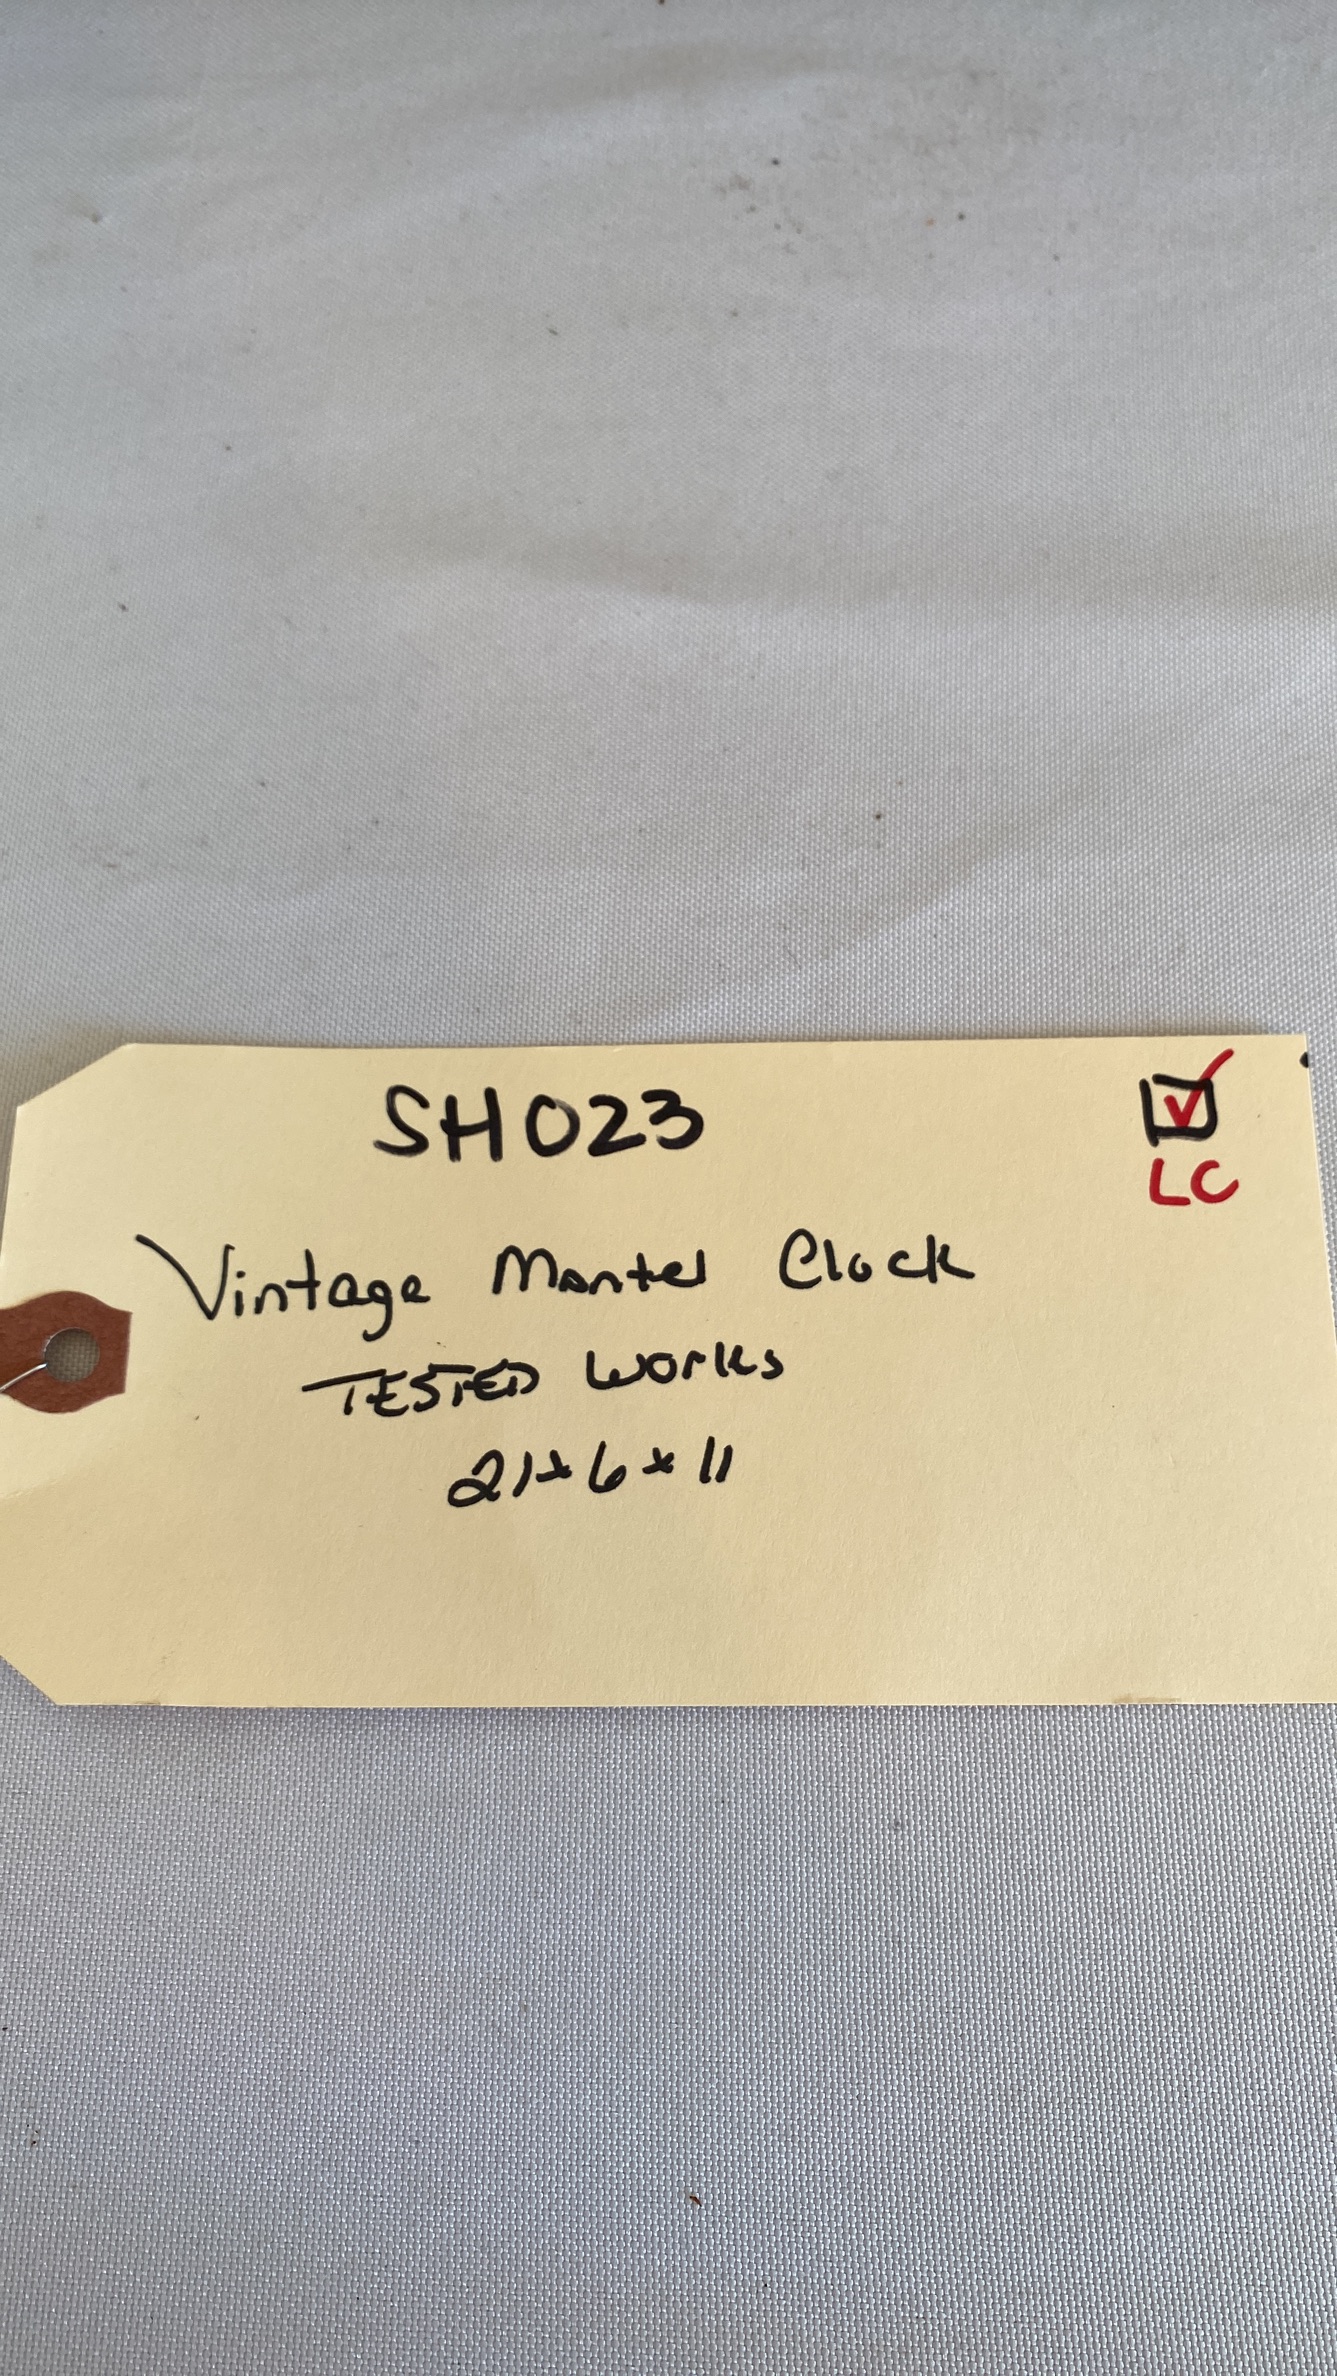 SH023
☑
LC
Vintage Mantel Clock
TESTED Works
21x6x11